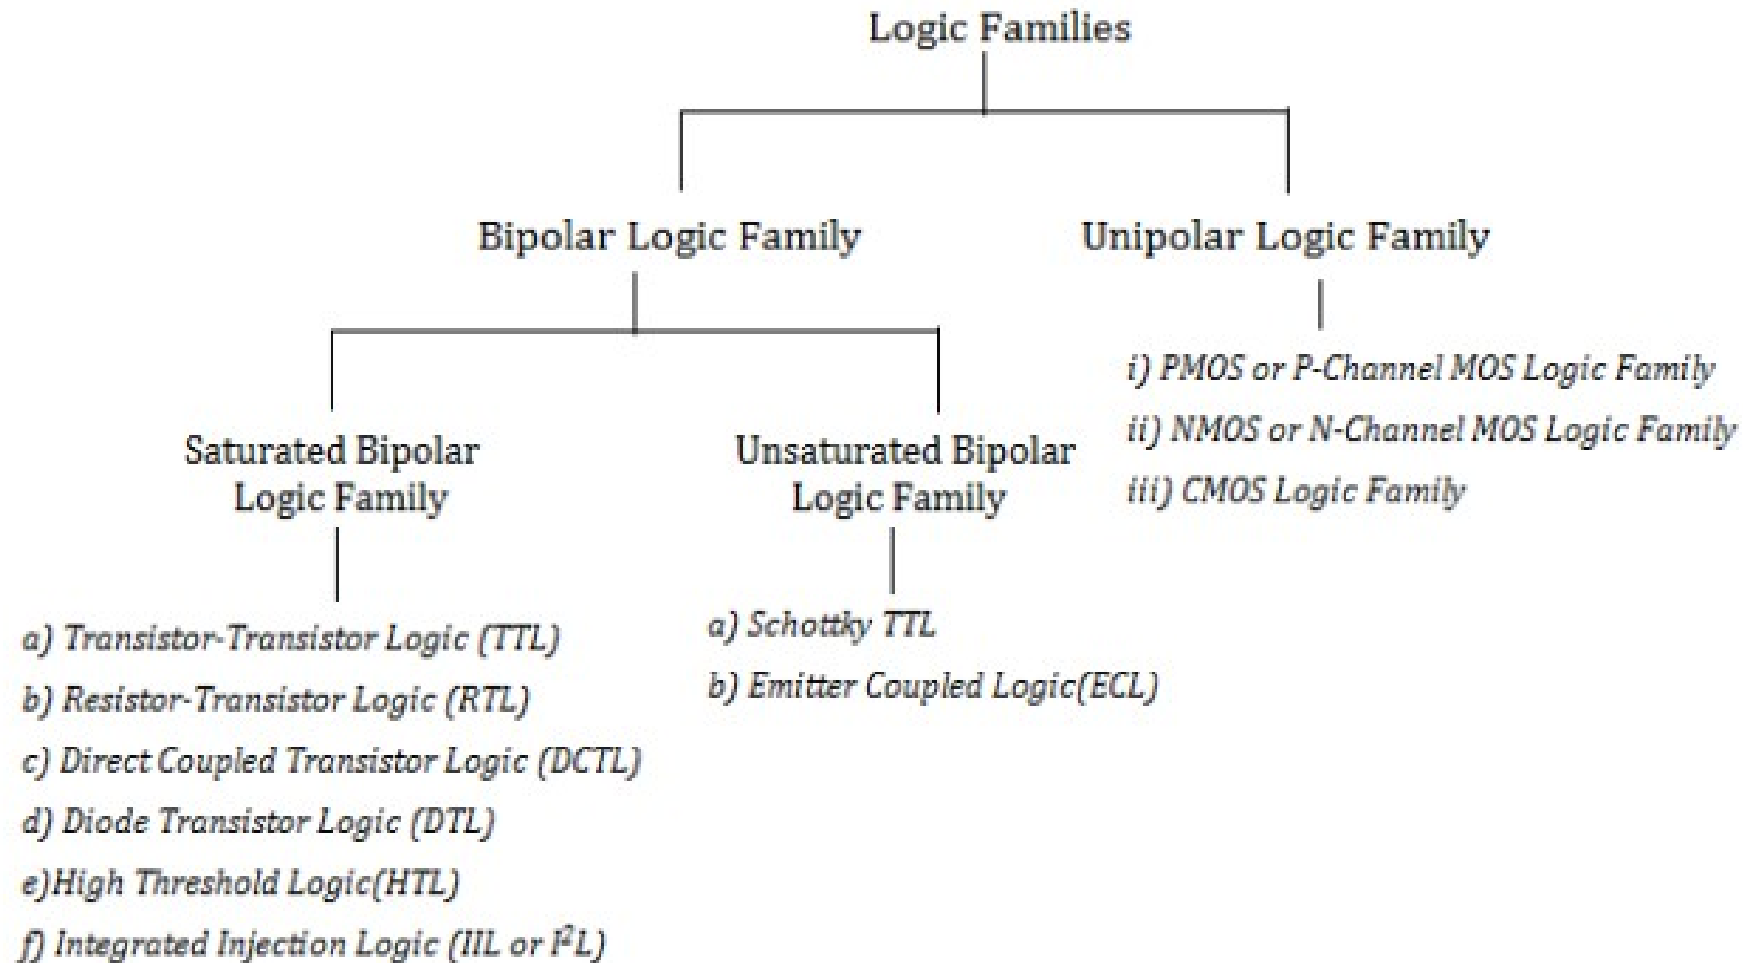 Logic Families
Bipolar Logic Family
Unipolar Logic Family
Saturated Bipolar
Logic Family
a) Transistor-Transistor Logic (TTL)
b) Resistor-Transistor Logic (RTL)
c) Direct Coupled Transistor Logic (DCTL)
d) Diode Transistor Logic (DTL)
e)High Threshold Logic(HTL)
f) Integrated Injection Logic (IIL or I²L)
Unsaturated Bipolar
Logic Family
a) Schottky TTL
b) Emitter Coupled Logic(ECL)
i) PMOS or P-Channel MOS Logic Family
ii) NMOS or N-Channel MOS Logic Family
iii) CMOS Logic Family